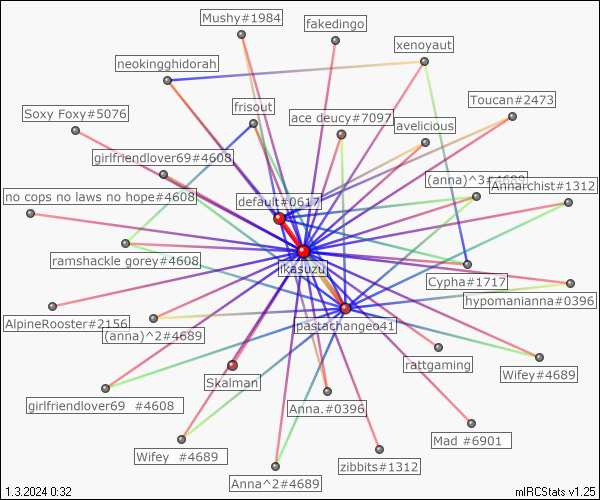 Mushy#1984
fakedingo
xenoyaut
neokingghidorah
Toucan#2473
frisout
Soxy Foxy#5076
ace deucy#7097
avelicious
girlfriendlover69#4608
(anna)^3#4689
Annarchist#1312
no cops no laws no hope#4608
default#0617
ramshackle gorey#4608
ikasuzu
Cypha#1717
hypomanianna#0396
AlpineRooster#2156
(anna)^2#4689
pastachangeo41
rattgaming
Wifey#4689
Skalman
girlfriendlover69  #4608
Anna.#0396
Mad #6901
Wifey  #4689
zibbits#1312
Anna^2#4689
1.3.2024 0:32
mIRCStats v1.25